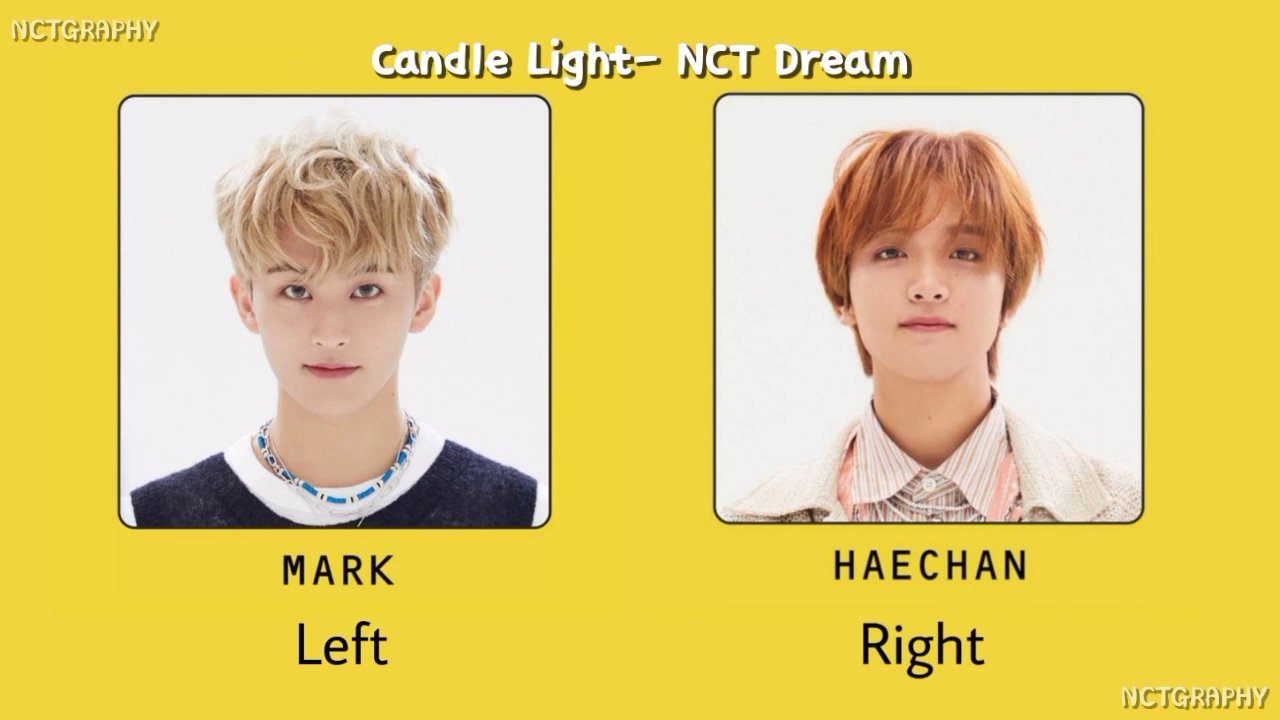 NCTGRAPHY
Candle Light- NCT Dream
MARK
HAECHAN
Left
Right
NCTGRAPHY